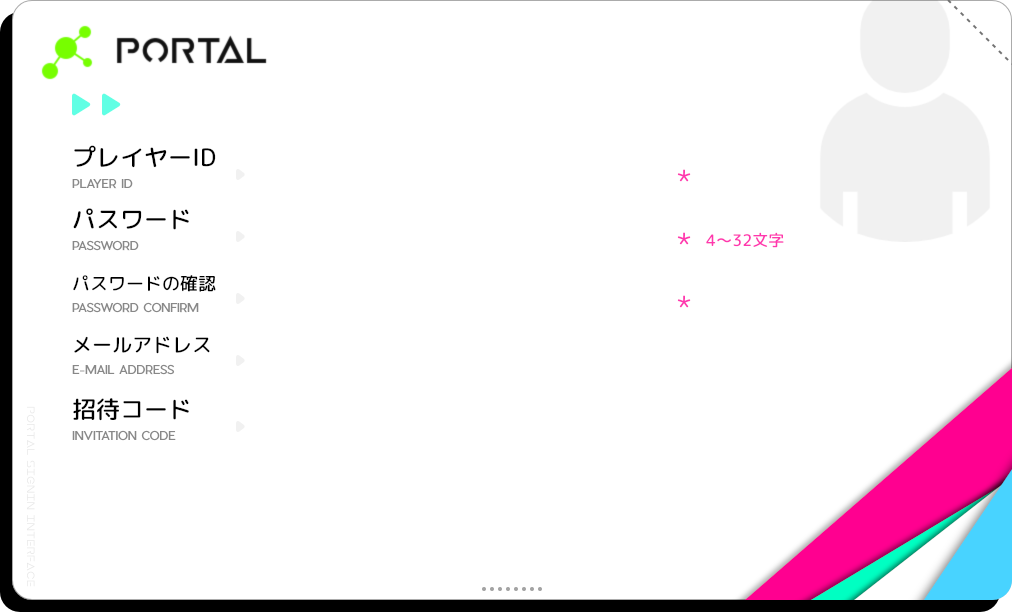 PORTAL
プレイヤーID
PLAYER ID
*
パスワード
PASSWORD
* 4～32文字
パスワードの確認
PASSWORD CONFIRM
*
メールアドレス
E-MAIL ADDRESS
招待コード
INVITATION CODE
PORTAL SIGNIN INTERFACE